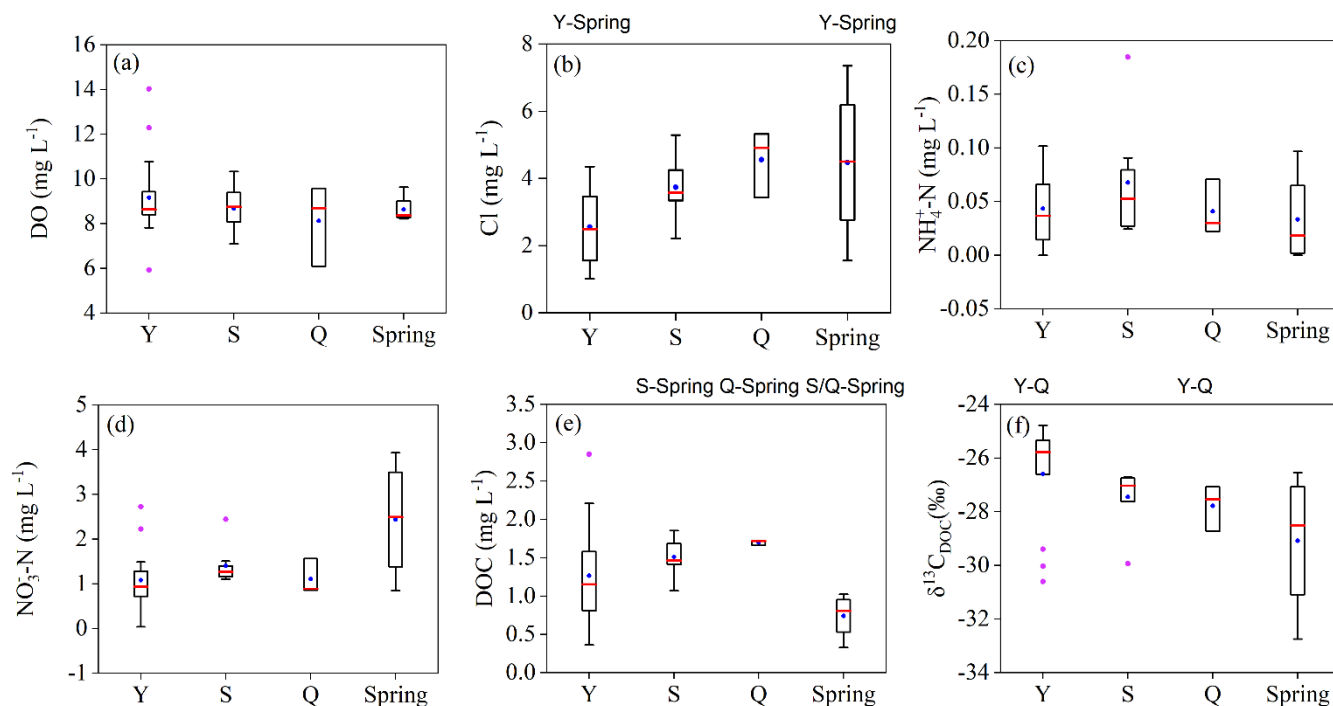 Y-Spring Y-Spring
(a)
DO (mg L⁻¹)
16
14
12
10
8
6
4
Y S Q Spring
(b)
Cl (mg L⁻¹)
8
6
4
2
0
Y S Q Spring
(c)
NH₄⁺-N (mg L⁻¹)
0.20
0.15
0.10
0.05
0.00
-0.05
Y S Q Spring
(d)
NO₃⁻-N (mg L⁻¹)
5
4
3
2
1
0
-1
Y S Q Spring
S-Spring Q-Spring S/Q-Spring
(e)
DOC (mg L⁻¹)
3.5
3.0
2.5
2.0
1.5
1.0
0.5
0.0
Y S Q Spring
Y-Q Y-Q
(f)
δ¹³C_DOC(‰)
-24
-26
-28
-30
-32
-34
Y S Q Spring